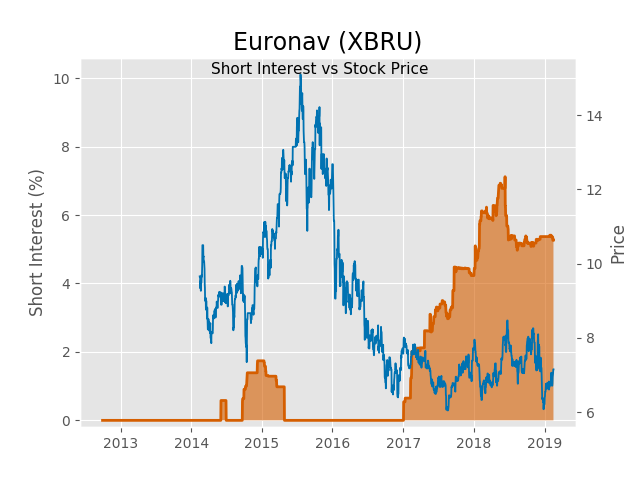 Euronav (XBRU)
Short Interest vs Stock Price
Short Interest (%)
10
8
6
4
2
0
14
12
10
8
6
Price
2013 2014 2015 2016 2017 2018 2019